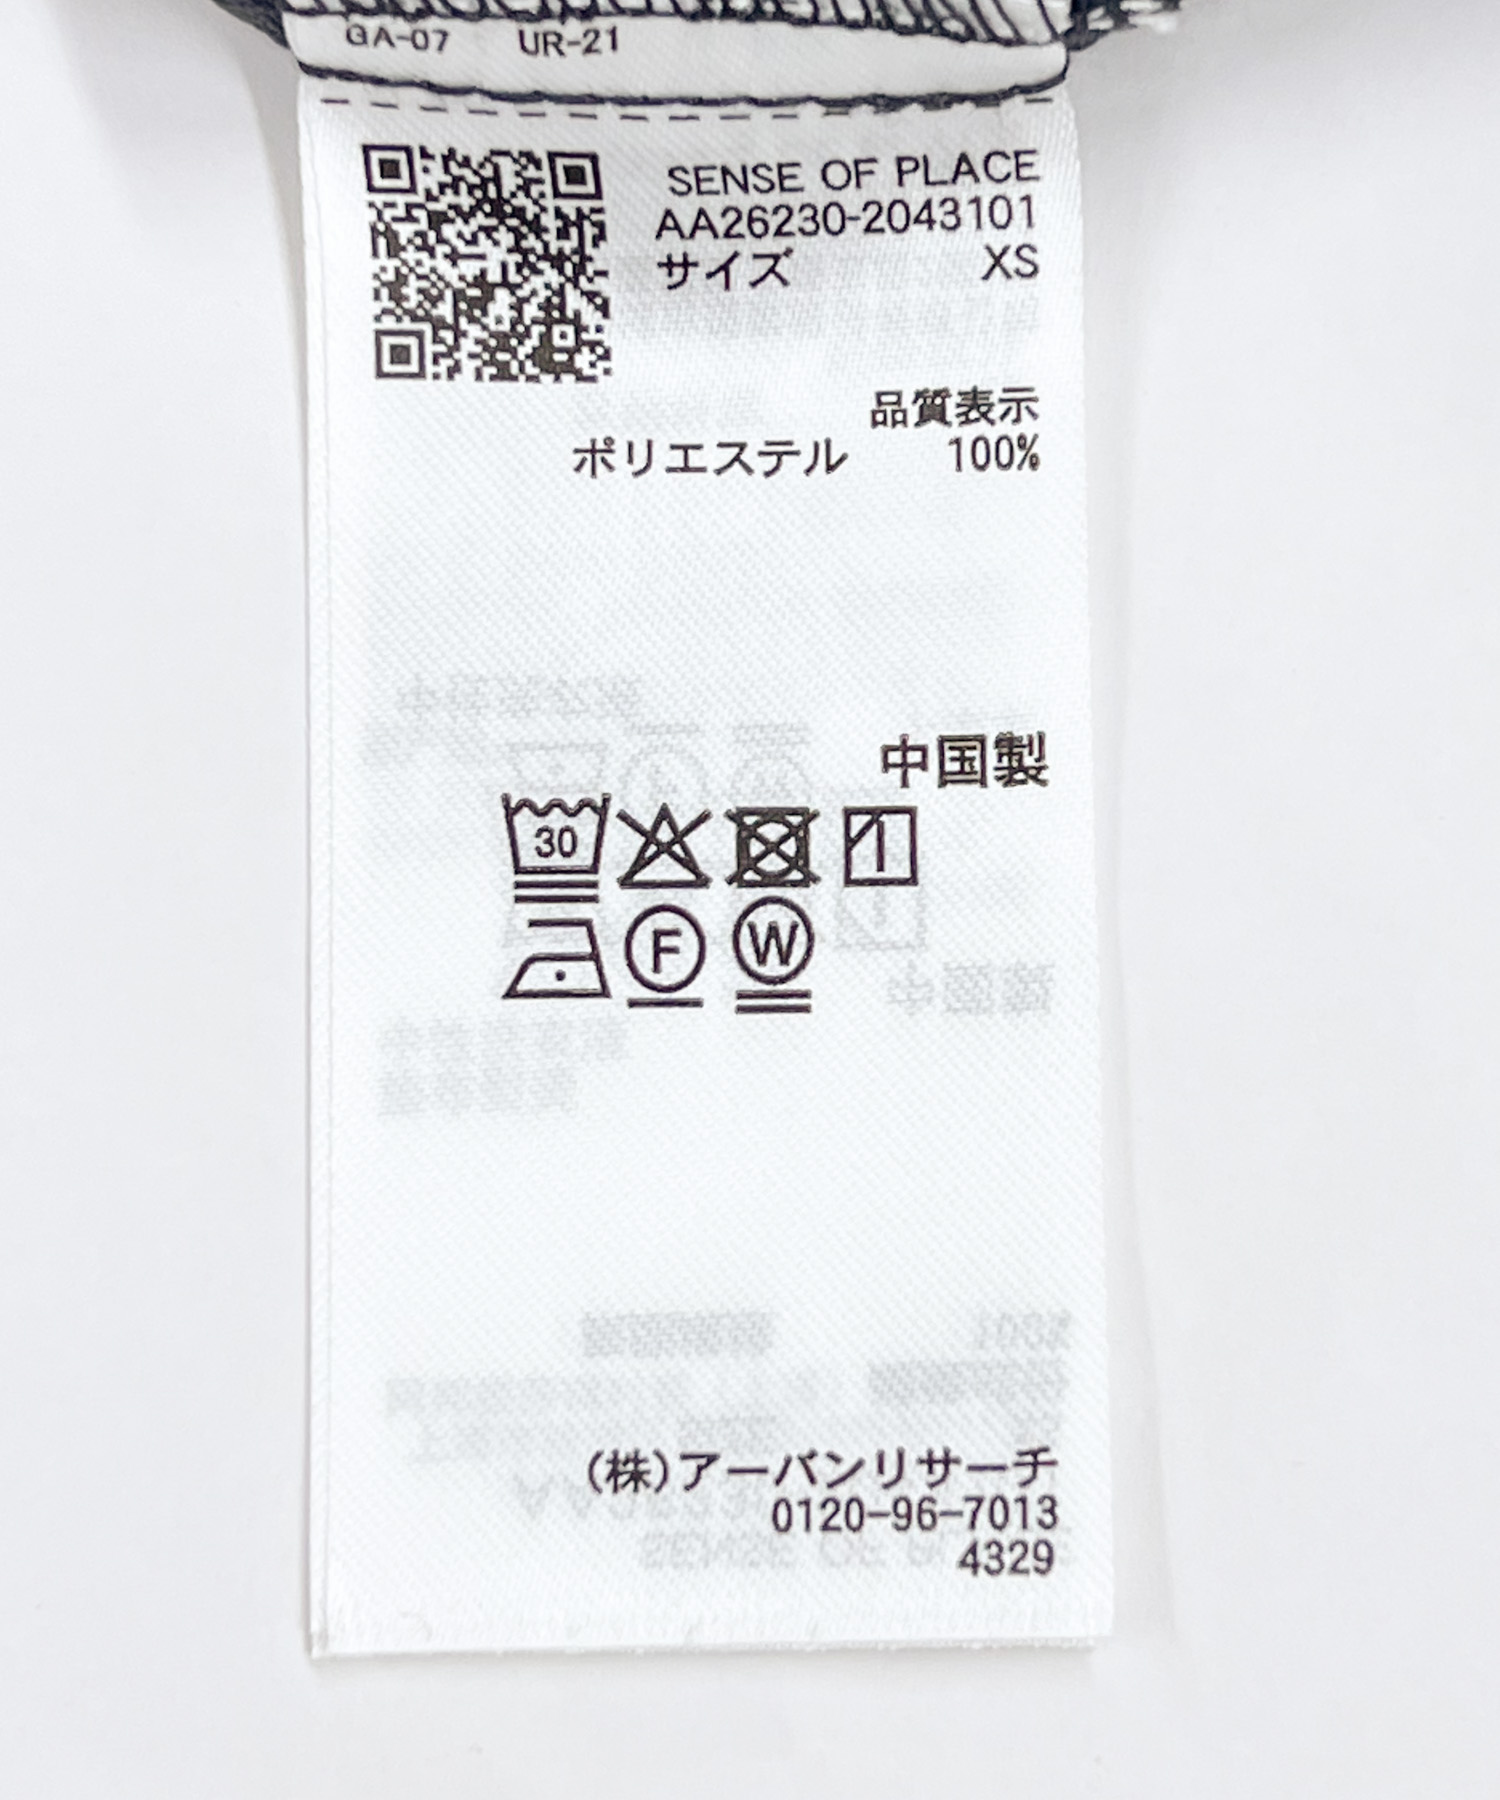 GA-07 UR-21
SENSE OF PLACE
AA26230-2043101
サイズ XS
品質表示
ポリエステル 100%
中国製
30
F W
(株)アーバンリサーチ
0120-96-7013
4329